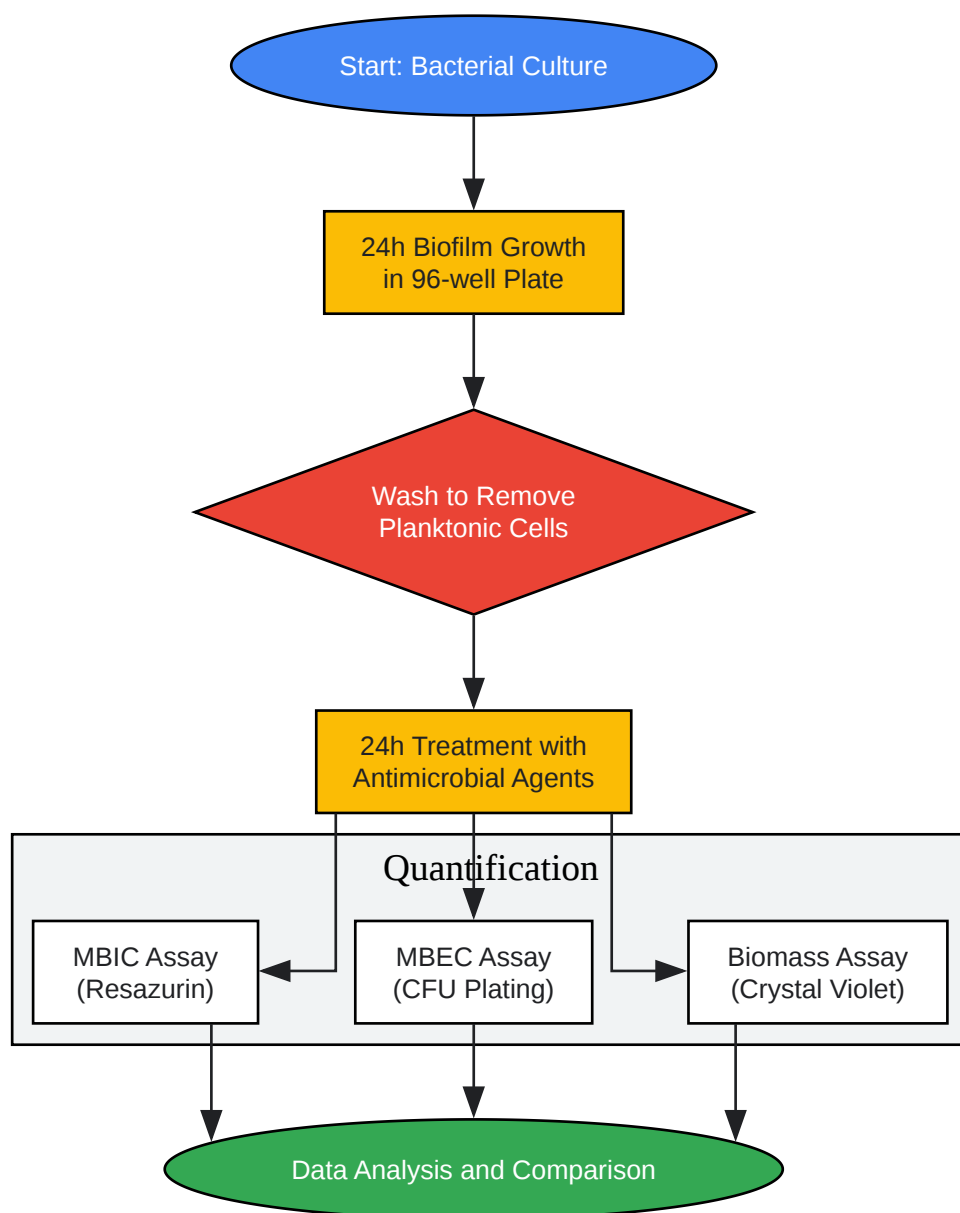 Start: Bacterial Culture
24h Biofilm Growth
in 96-well Plate
Wash to Remove
Planktonic Cells
24h Treatment with
Antimicrobial Agents
Quantification
MBIC Assay
(Resazurin)
MBEC Assay
(CFU Plating)
Biomass Assay
(Crystal Violet)
Data Analysis and Comparison